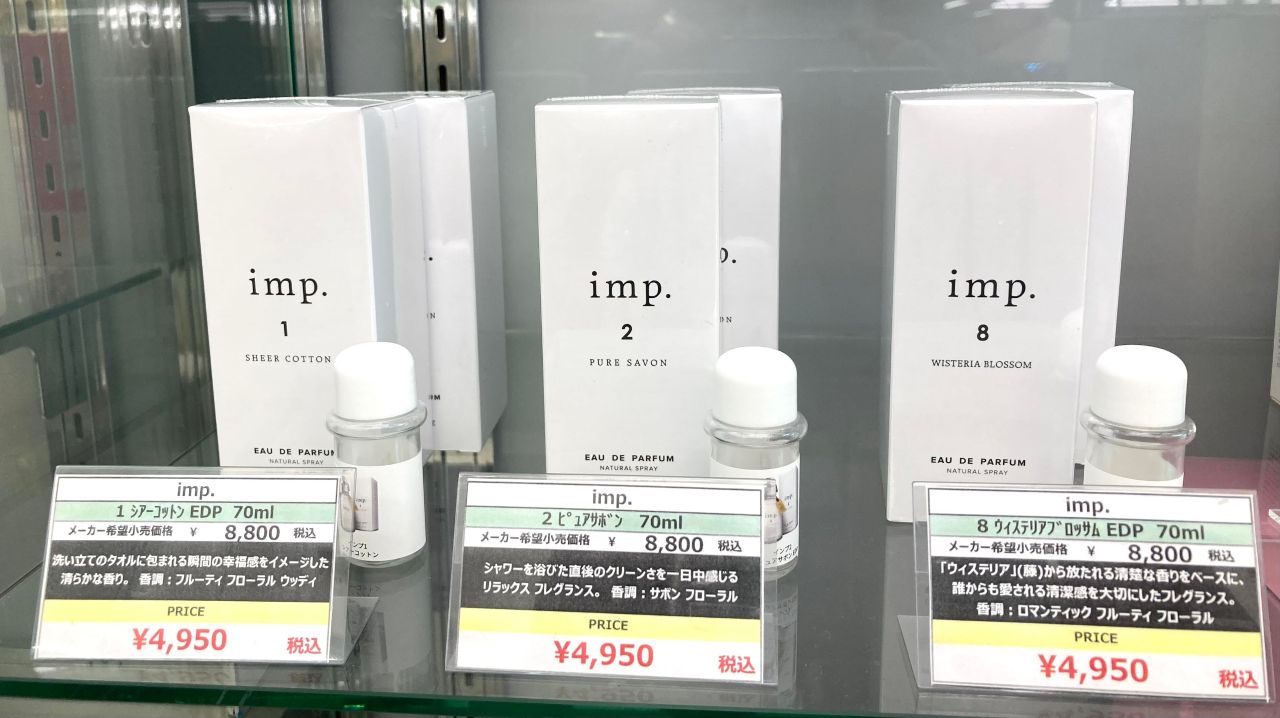 imp.
1
SHEER COTTON
EAU DE PARFUM
NATURAL SPRAY
imp.
2
PURE SAVON
EAU DE PARFUM
NATURAL SPRAY
imp.
8
WISTERIA BLOSSOM
EAU DE PARFUM
NATURAL SPRAY
imp.
1 ｼｱｰｺｯﾄﾝ EDP 70ml
メーカー希望小売価格 ¥ 8,800 税込
洗い立てのタオルに包まれる瞬間の幸福感をイメージした
清らかな香り。 香調：フルーティ フローラル ウッディ
PRICE
¥4,950 税込
imp.
2 ﾋﾟｭｱｻﾎﾞﾝ 70ml
メーカー希望小売価格 ¥ 8,800 税込
シャワーを浴びた直後のクリーンさを一日中感じる
リラックス フレグランス。 香調：サボン フローラル
PRICE
¥4,950 税込
imp.
8 ｳｨｽﾃﾘｱﾌﾞﾛｯｻﾑ EDP 70ml
メーカー希望小売価格 ¥ 8,800 税込
「ウィステリア」(藤)から放たれる清楚な香りをベースに、
誰からも愛される清潔感を大切にしたフレグランス。
香調：ロマンティック フルーティ フローラル
PRICE
¥4,950 税込